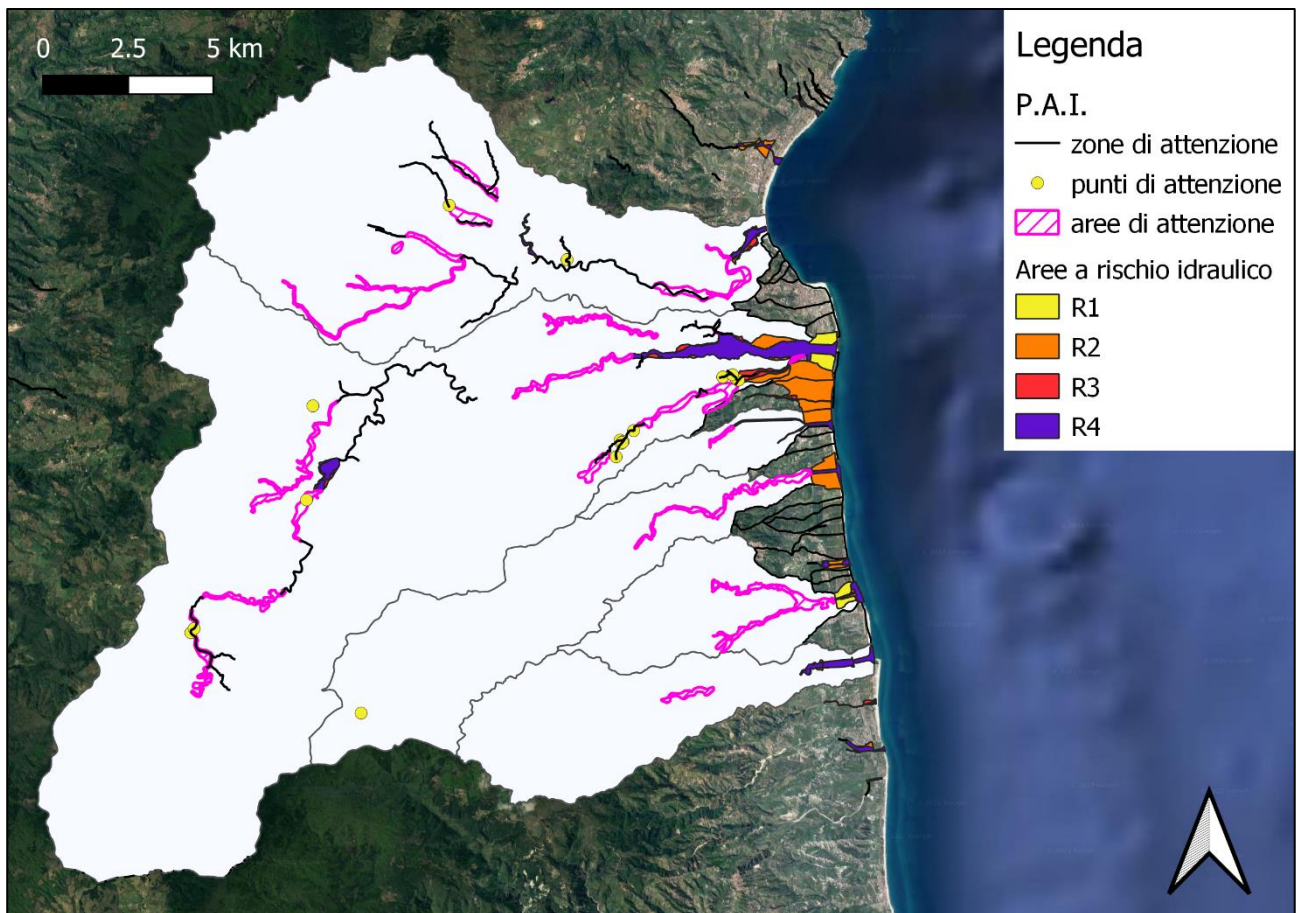 0 2.5 5 km
Legenda
P.A.I.
zone di attenzione
punti di attenzione
aree di attenzione
Aree a rischio idraulico
R1
R2
R3
R4